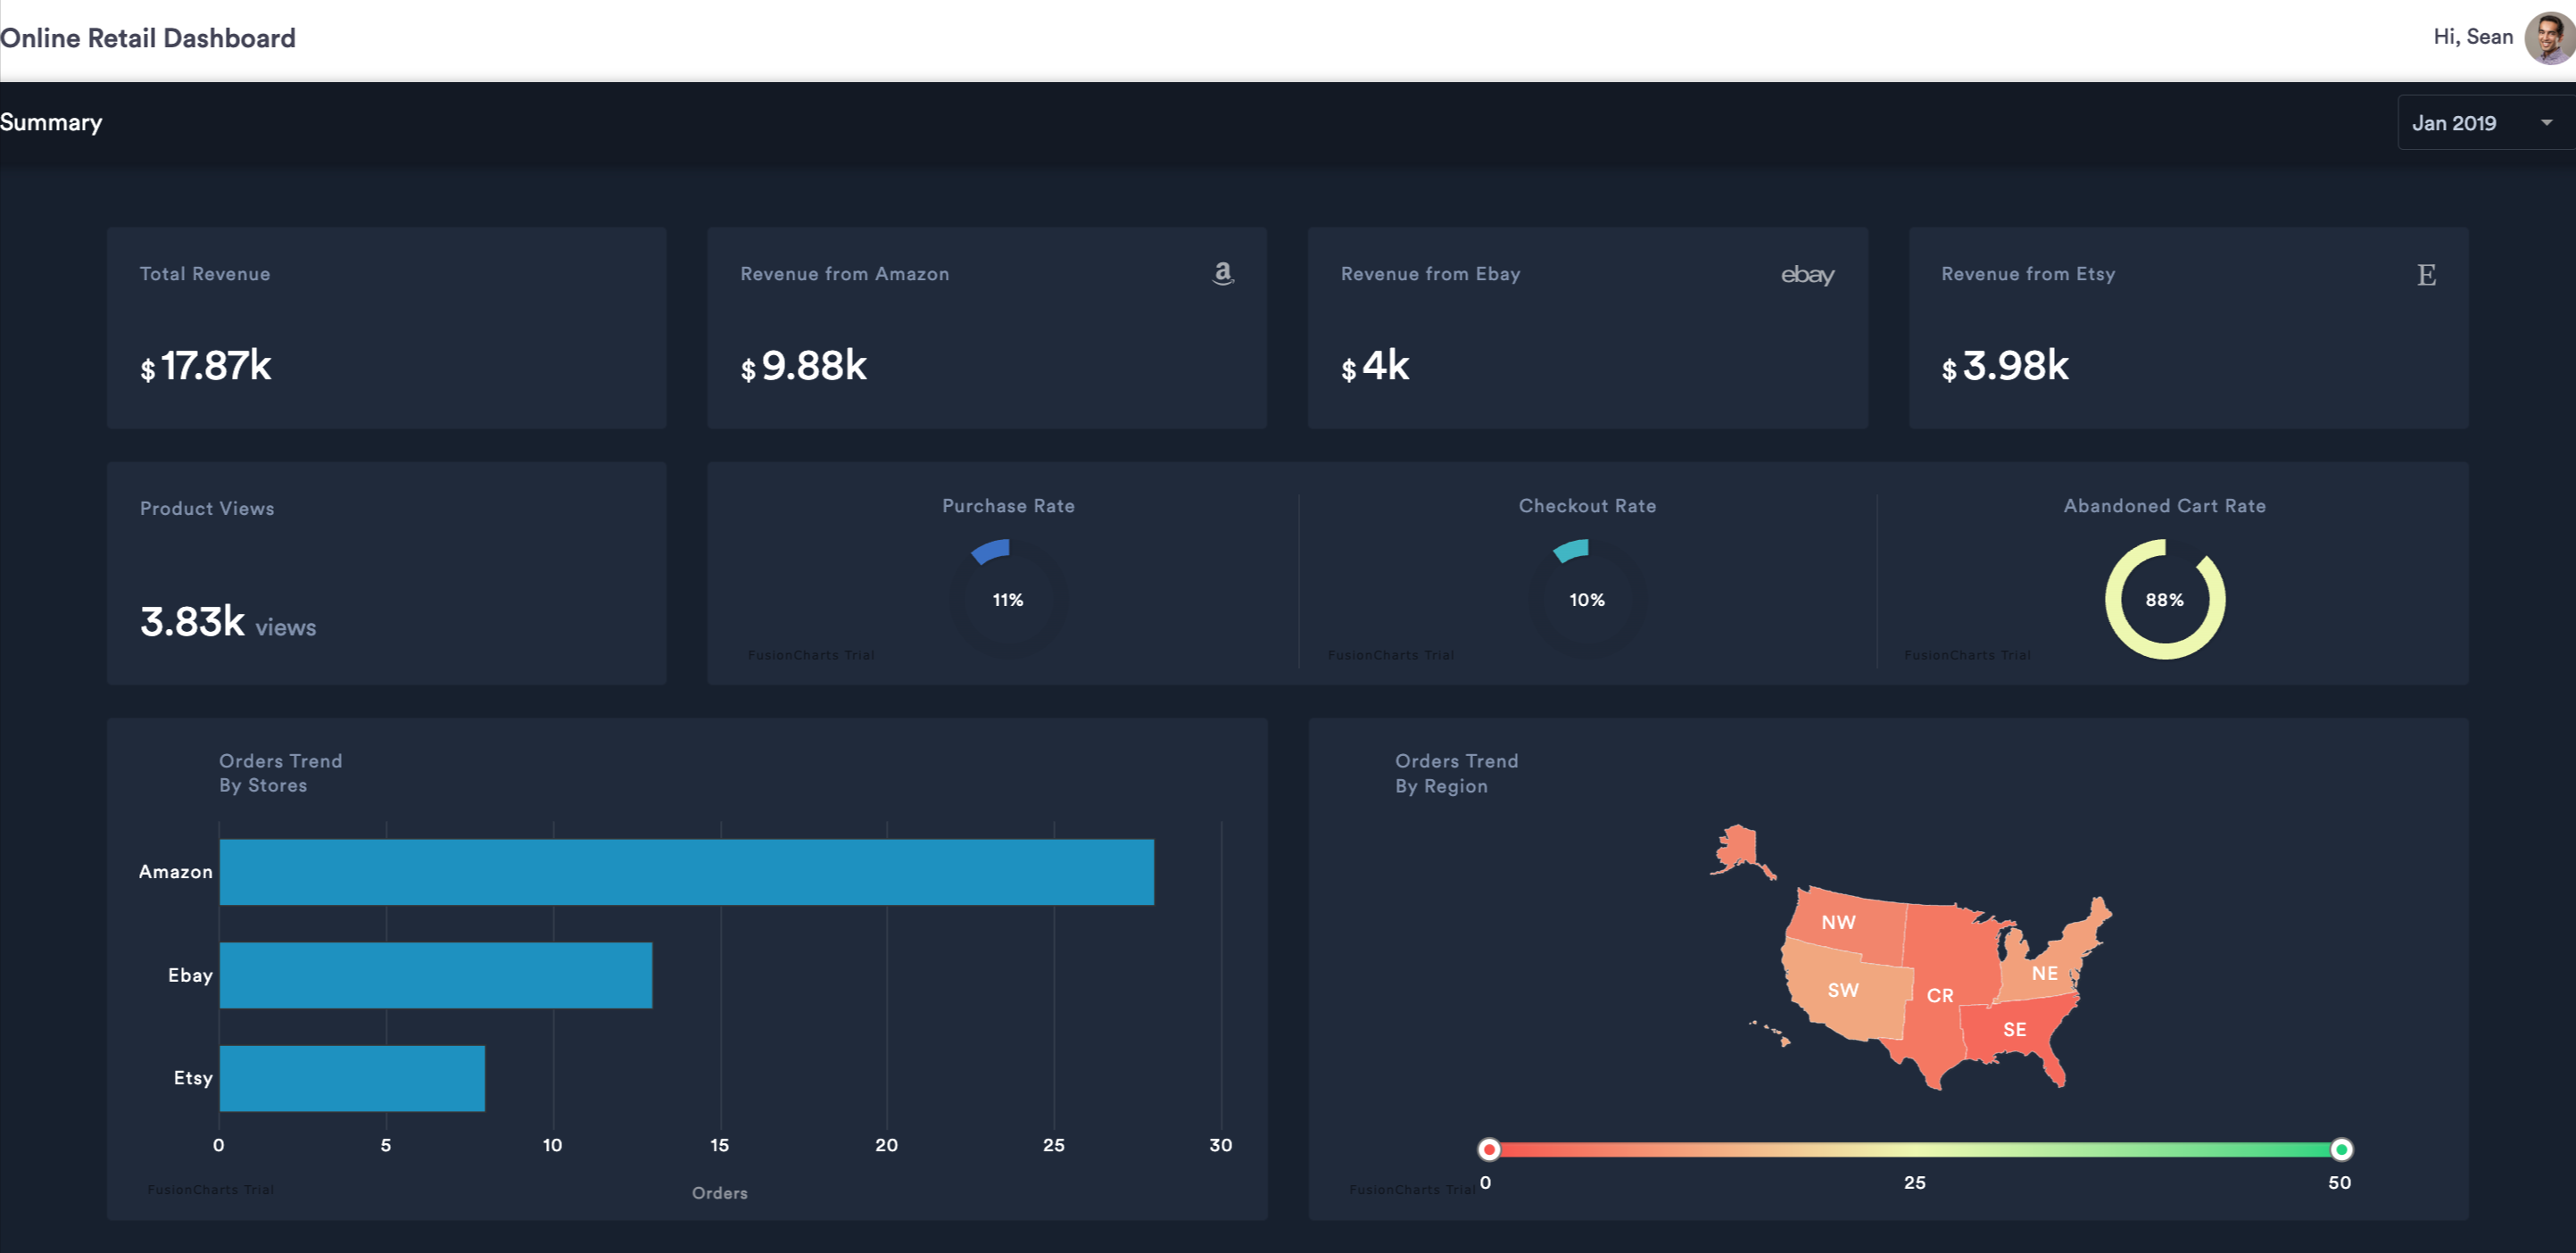 Online Retail Dashboard
Hi, Sean
Summary
Jan 2019
Total Revenue
$17.87k
Revenue from Amazon
a
$9.88k
Revenue from Ebay
ebay
$4k
Revenue from Etsy
E
$3.98k
Product Views
3.83k views
Purchase Rate
11%
FusionCharts Trial
Checkout Rate
10%
FusionCharts Trial
Abandoned Cart Rate
88%
FusionCharts Trial
Orders Trend
By Stores
Amazon
Ebay
Etsy
0 5 10 15 20 25 30
Orders
FusionCharts Trial
Orders Trend
By Region
NW
SW
CR
NE
SE
0 25 50
FusionCharts Trial